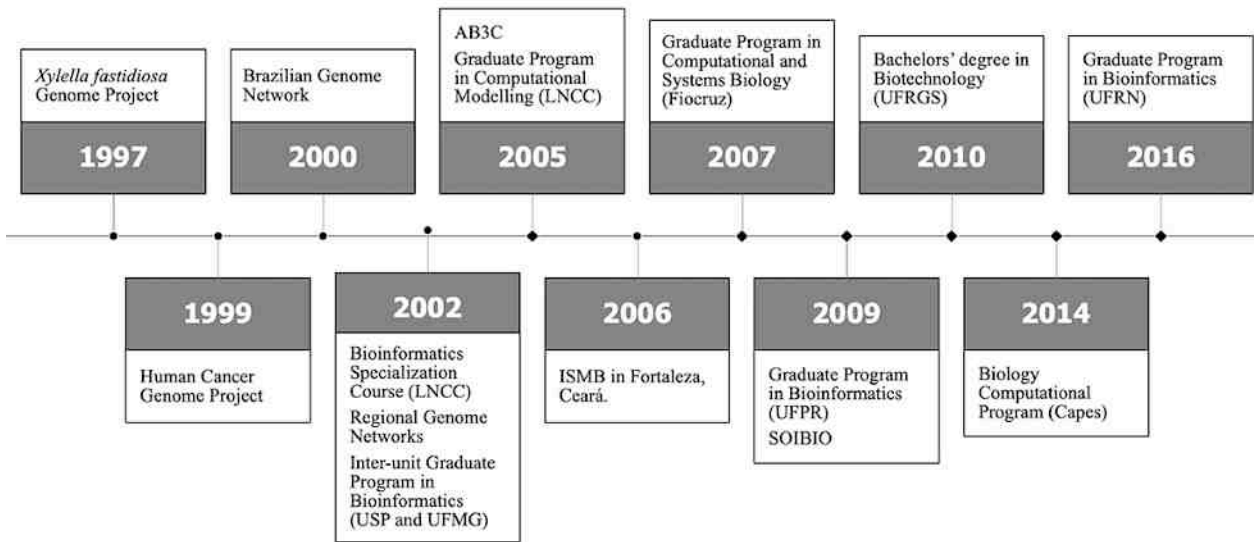 Xylella fastidiosa
Genome Project
1997
Brazilian Genome
Network
2000
AB3C
Graduate Program
in Computational
Modelling (LNCC)
2005
Graduate Program in
Computational and
Systems Biology
(Fiocruz)
2007
Bachelors' degree in
Biotechnology
(UFRGS)
2010
Graduate Program
in Bioinformatics
(UFRN)
2016
1999
Human Cancer
Genome Project
2002
Bioinformatics
Specialization
Course (LNCC)
Regional Genome
Networks
Inter-unit Graduate
Program in
Bioinformatics
(USP and UFMG)
2006
ISMB in Fortaleza,
Ceará.
2009
Graduate Program
in Bioinformatics
(UFPR)
SOIBIO
2014
Biology
Computational
Program (Capes)